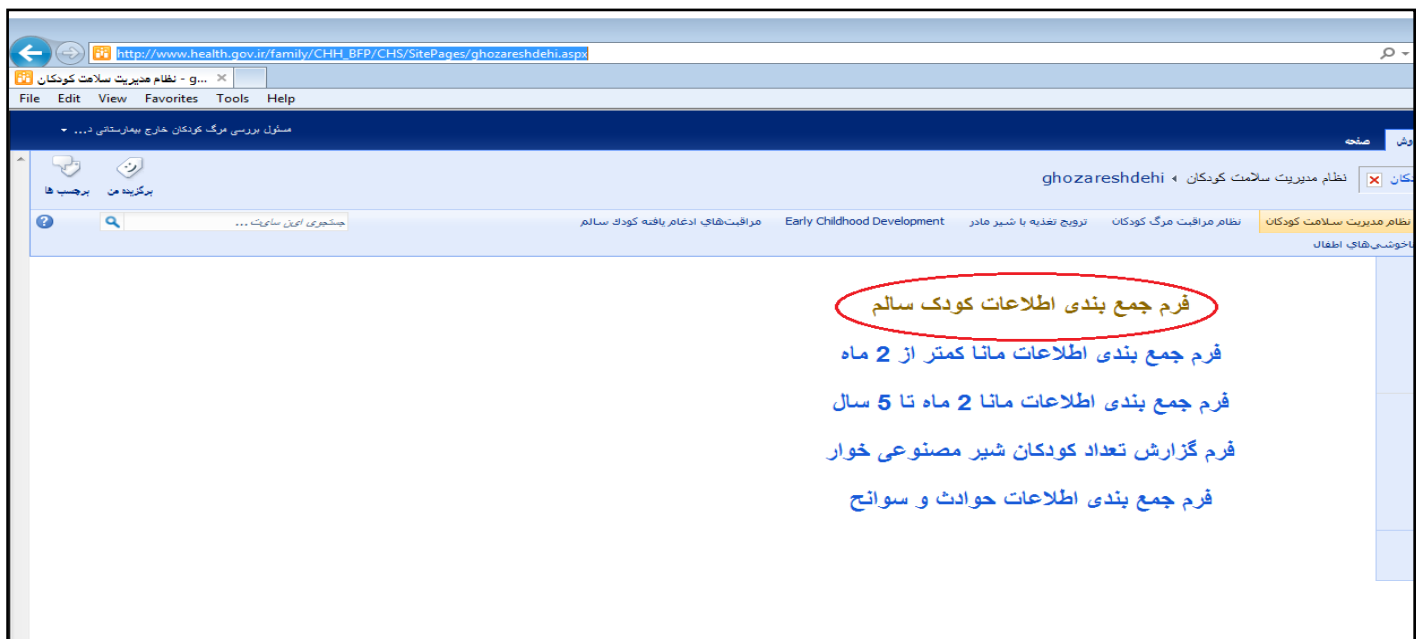 http://www.health.gov.ir/family/CHH_BFP/CHS/SitePages/ghozareshdehi.aspx
نظام مدیریت سلامت کودکان - g...
File Edit View Favorites Tools Help
مسئول بررسی مرگ کودکان خارج بیمارستانی د...
صفحه
نظام مدیریت سلامت کودکان ghozareshdehi
برگزیده من برچسب ها
نظام مدیریت سلامت کودکان نظام مراقبت مرگ کودکان ترویج تغذیه با شیر مادر Early Childhood Development مراقبت‌هاي ادغام یافته کودك سالم
جستجوی این سایت...
اخوشی‌های اطفال
فرم جمع بندی اطلاعات کودک سالم
فرم جمع بندی اطلاعات مانا کمتر از 2 ماه
فرم جمع بندی اطلاعات مانا 2 ماه تا 5 سال
فرم گزارش تعداد کودکان شیر مصنوعی خوار
فرم جمع بندی اطلاعات حوادث و سوانح